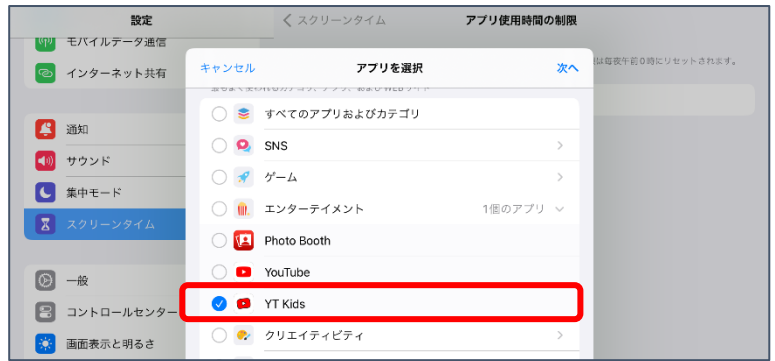 設定
スクリーンタイム
アプリ使用時間の制限
モバイルデータ通信
インターネット共有
は毎夜午前0時にリセットされます。
通知
サウンド
集中モード
スクリーンタイム
一般
コントロールセンター
画面表示と明るさ
キャンセル
アプリを選択
次へ
すべてのアプリおよびカテゴリ
SNS
ゲーム
エンターテイメント
1個のアプリ
Photo Booth
YouTube
YT Kids
クリエイティビティ